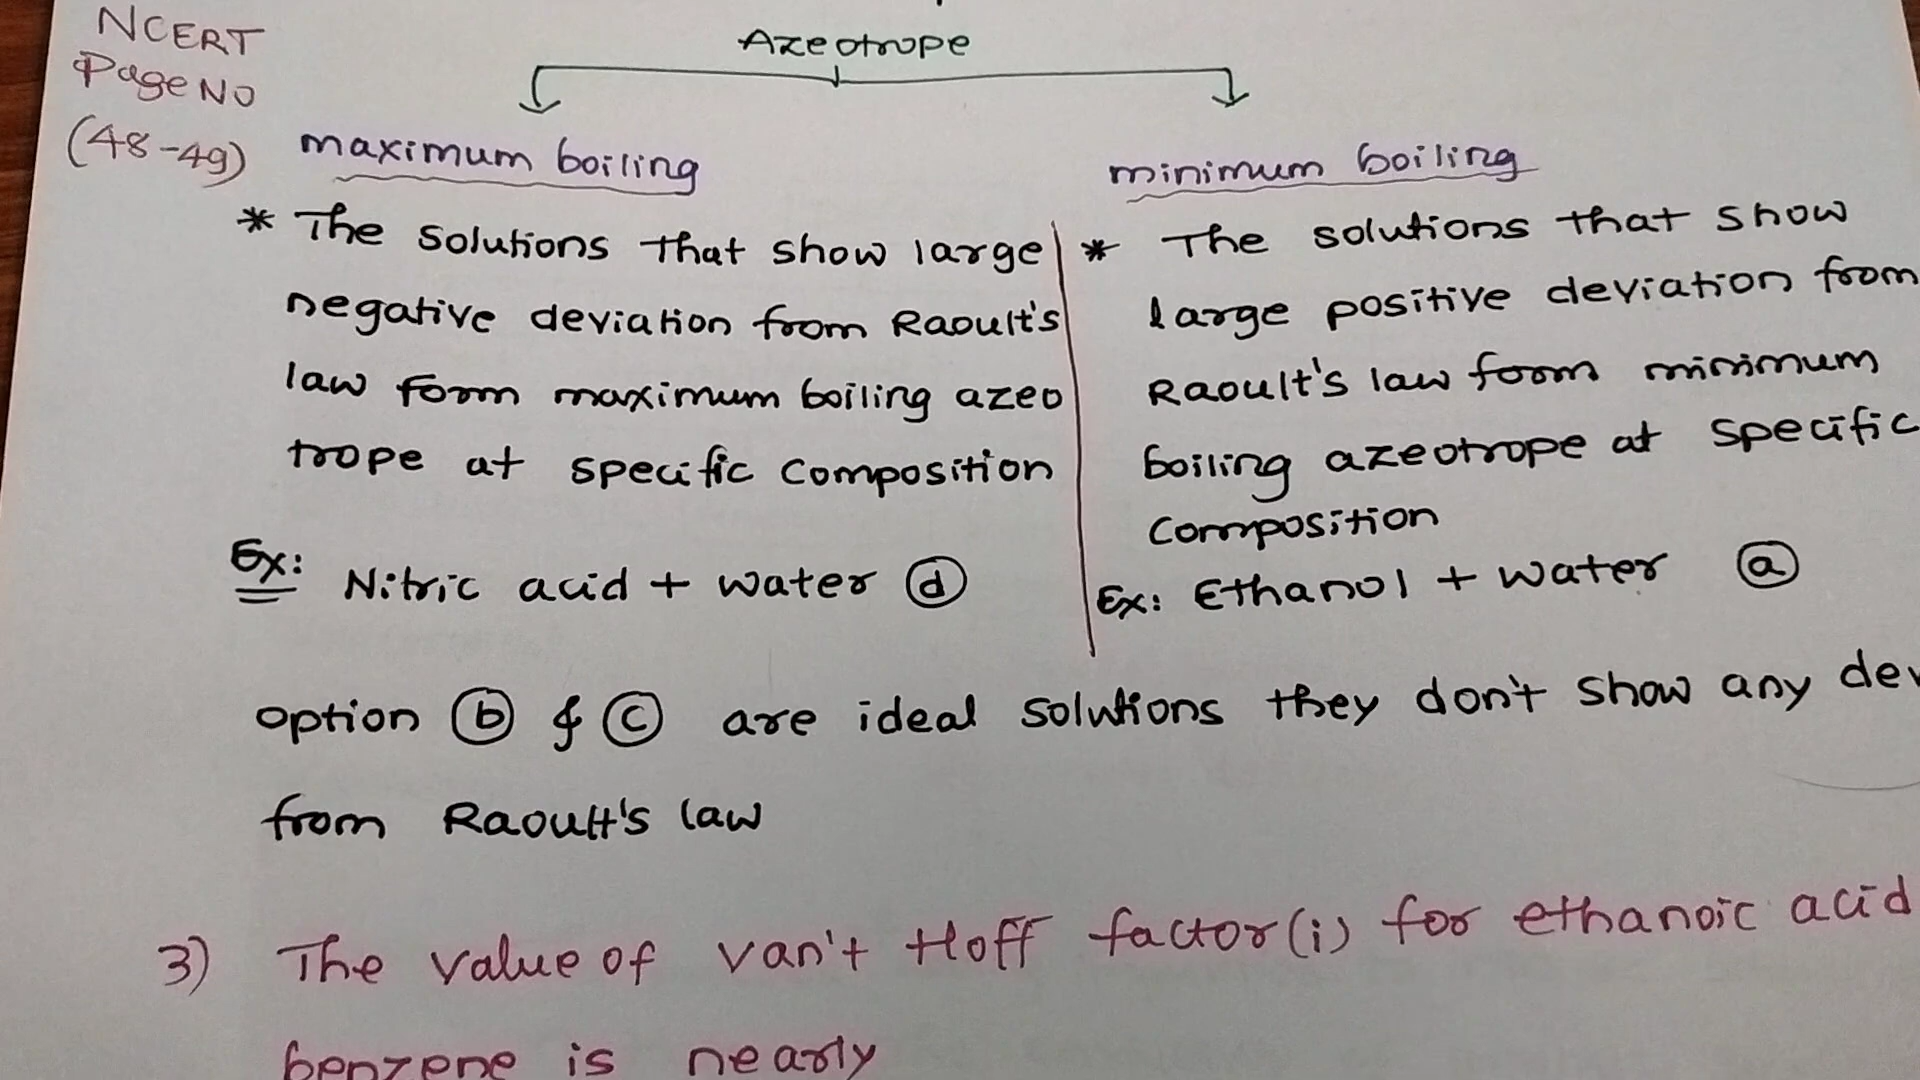 NCERT
Page No
(48-49)
Azeotrope
maximum boiling
* The solutions that show large
negative deviation from Raoult's
law form maximum boiling azeo
trope at specific composition
Ex: Nitric acid + water (d)
minimum boiling
* The solutions that show
large positive deviation from
Raoult's law form minimum
boiling azeotrope at specific
composition
Ex: Ethanol + water (a)
option (b) & (c) are ideal solutions they don't show any
from Raoult's law
3) The value of van't Hoff factor (i) for ethanoic acid
benzene is nearly